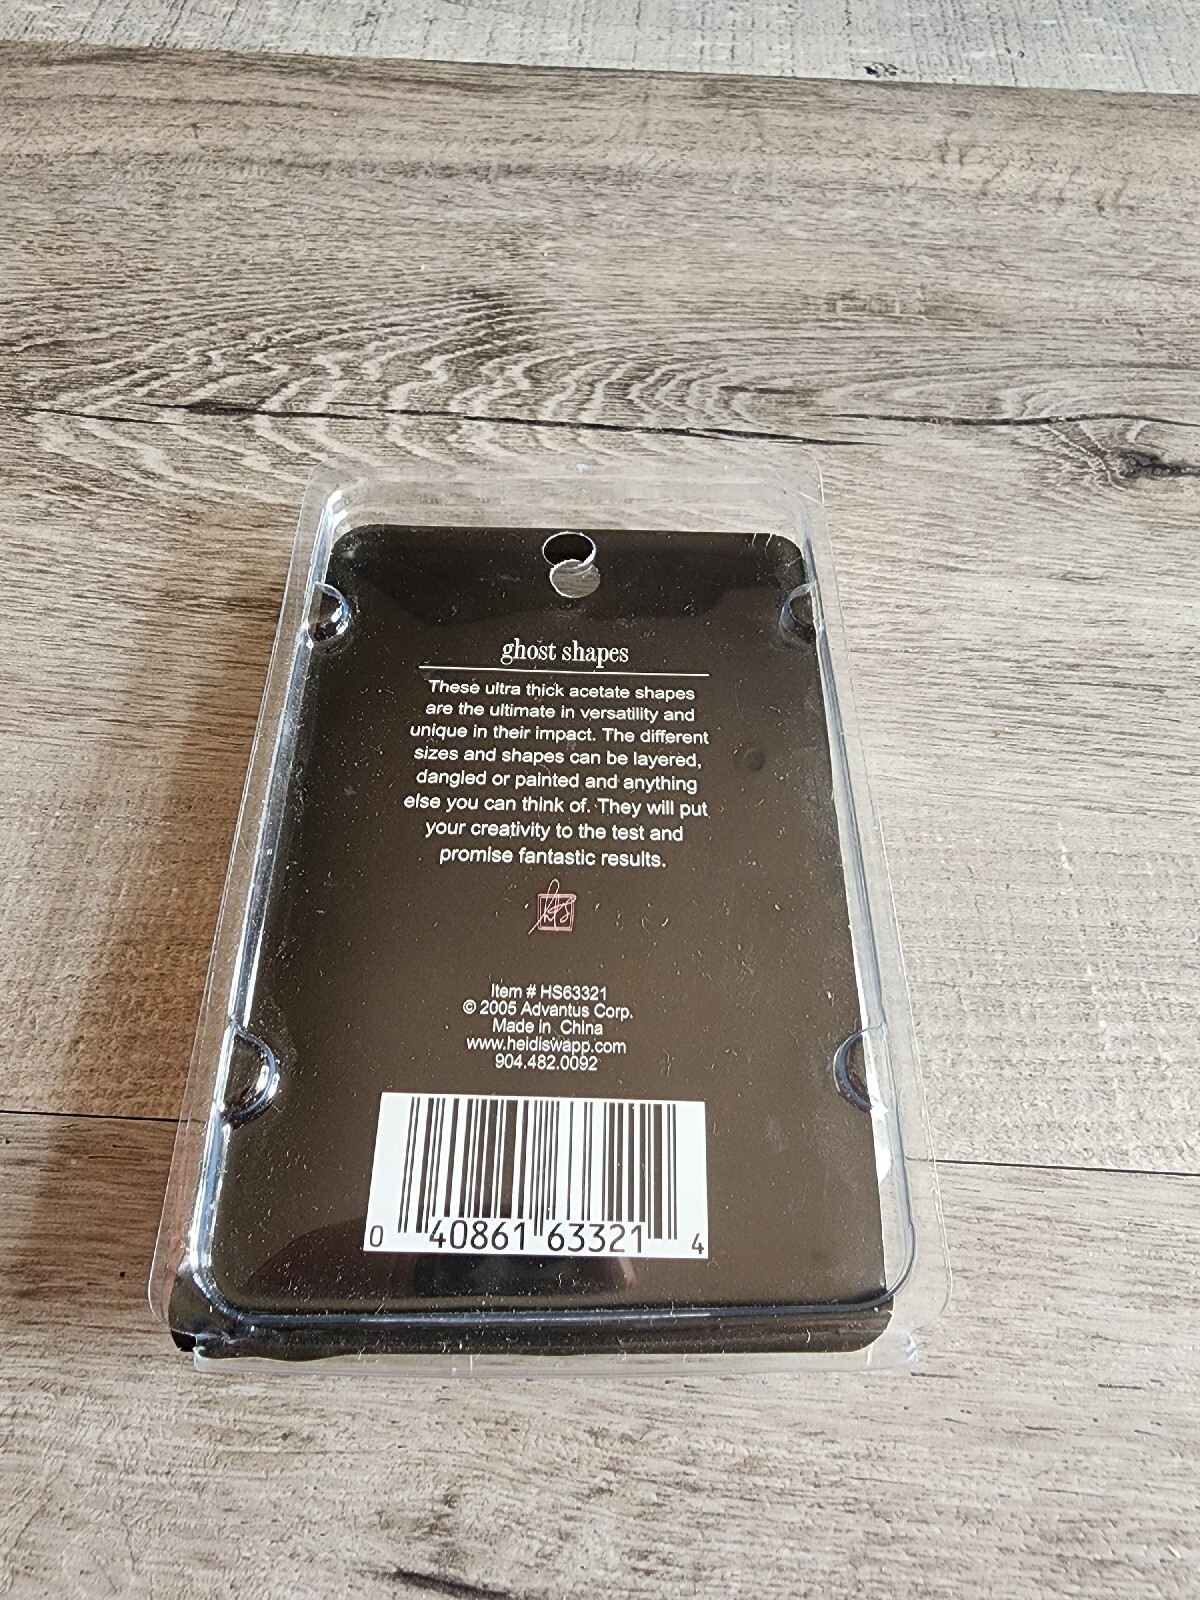 ghost shapes
These ultra thick acetate shapes
are the ultimate in versatility and
unique in their impact. The different
sizes and shapes can be layered,
dangled or painted and anything
else you can think of. They will put
your creativity to the test and
promise fantastic results.
hs
Item # HS63321
© 2005 Advantus Corp.
Made in China
www.heidiswapp.com
904.482.0092
0 40861 63321 4